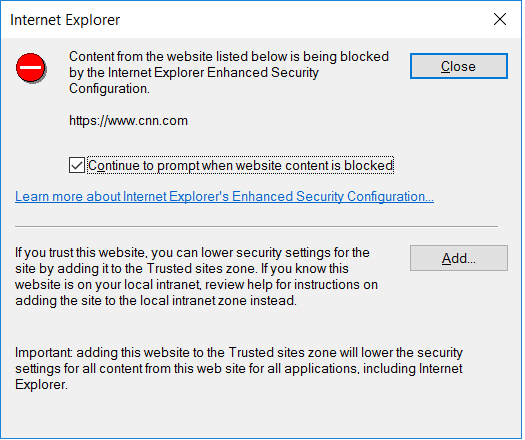 Internet Explorer
Content from the website listed below is being blocked
by the Internet Explorer Enhanced Security
Configuration.
Close
https://www.cnn.com
Continue to prompt when website content is blocked
Learn more about Internet Explorer's Enhanced Security Configuration...
If you trust this website, you can lower security settings for the
site by adding it to the Trusted sites zone. If you know this
website is on your local intranet, review help for instructions on
adding the site to the local intranet zone instead.
Add...
Important: adding this website to the Trusted sites zone will lower the security
settings for all content from this web site for all applications, including Internet
Explorer.